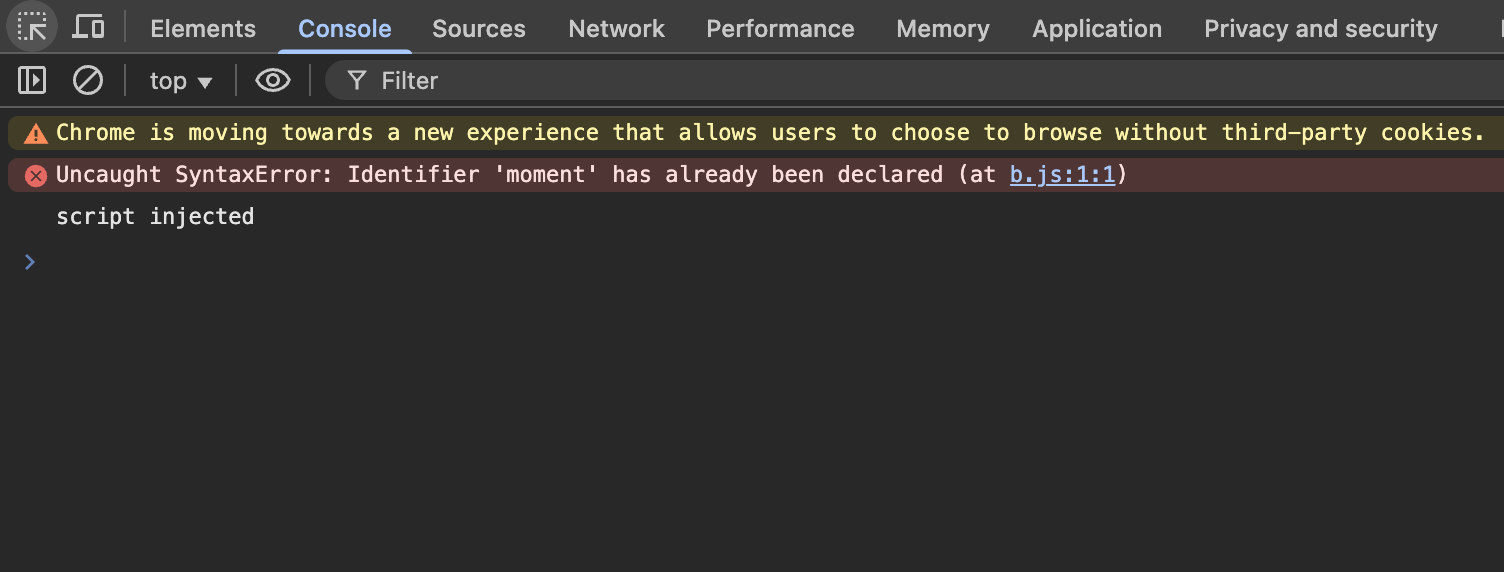 Elements Console Sources Network Performance Memory Application Privacy and security
top Filter
Chrome is moving towards a new experience that allows users to choose to browse without third-party cookies.
Uncaught SyntaxError: Identifier 'moment' has already been declared (at b.js:1:1)
script injected